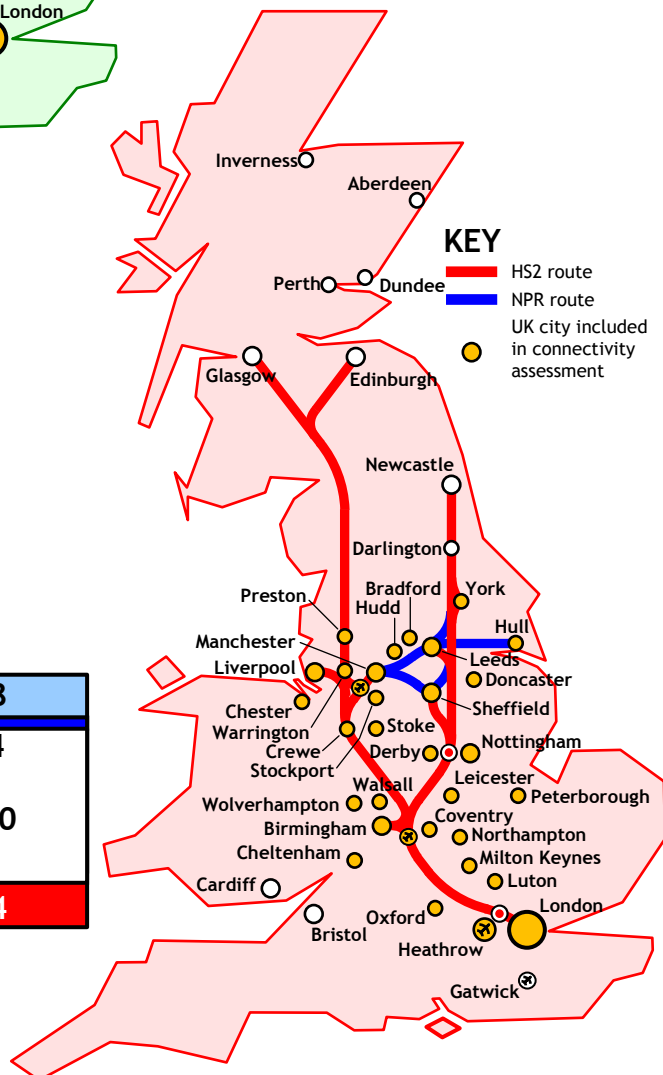 London
Inverness
Aberdeen
KEY
HS2 route
NPR route
UK city included
in connectivity
assessment
Perth
Dundee
Glasgow
Edinburgh
Newcastle
Darlington
Preston
Bradford
York
Hudd
Hull
Manchester
Leeds
Liverpool
Doncaster
Chester
Sheffield
Warrington
Stoke
Crewe
Derby
Nottingham
Stockport
Walsall
Leicester
Wolverhampton
Peterborough
Birmingham
Coventry
Northampton
Cheltenham
Milton Keynes
Cardiff
Luton
London
Oxford
Bristol
Heathrow
Gatwick
0